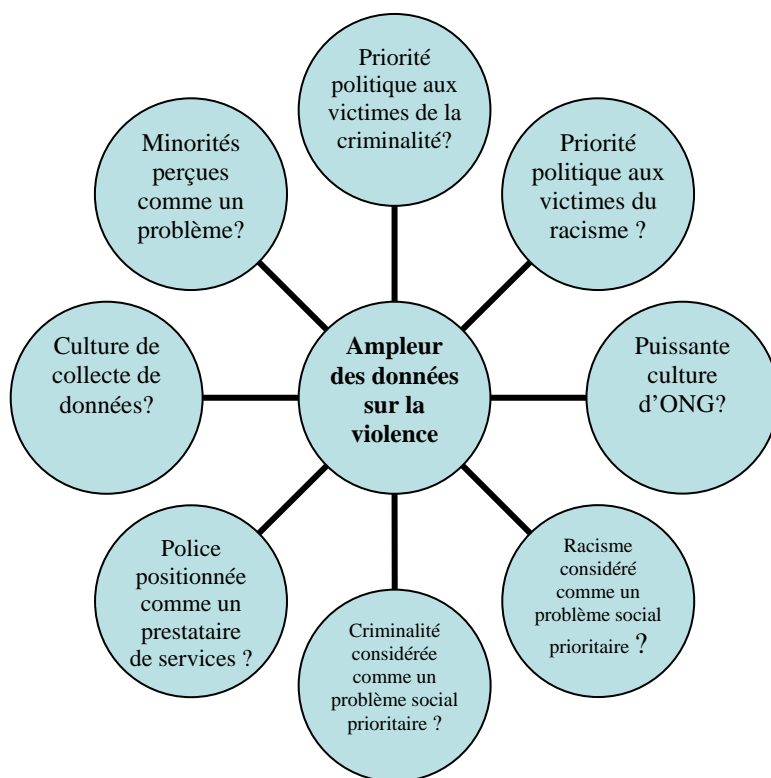 Priorité
politique aux
victimes de la
criminalité?
Minorités
perçues
comme un
problème?
Priorité
politique aux
victimes du
racisme ?
Culture de
collecte de
données?
Ampleur
des données
sur la
violence
Puissante
culture
d’ONG?
Police
positionnée
comme un
prestataire
de services ?
Criminalité
considérée
comme un
problème social
prioritaire ?
Racisme
considéré
comme un
problème social
prioritaire ?